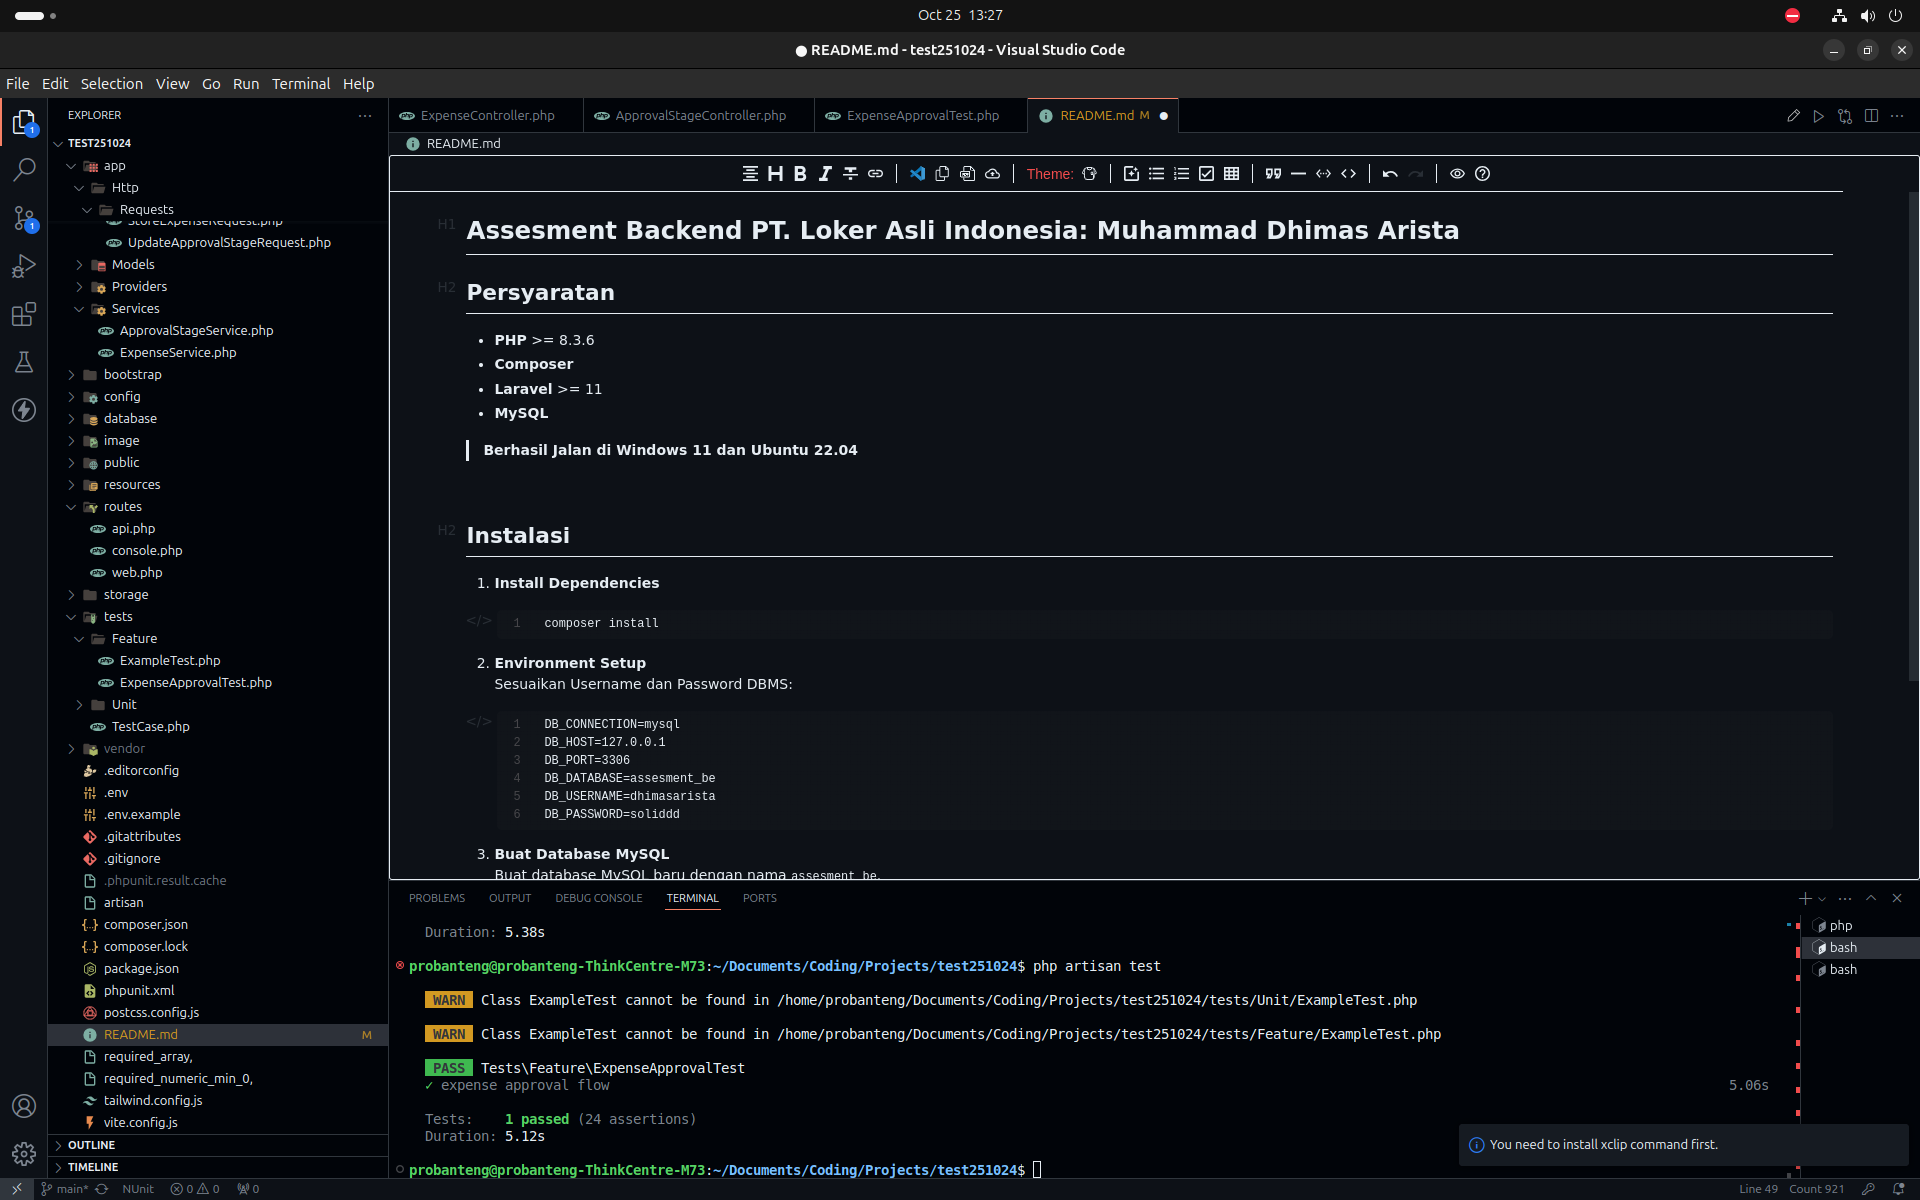 Oct 25 13:27
● README.md - test251024 - Visual Studio Code
File Edit Selection View Go Run Terminal Help
EXPLORER
TEST251024
app
Http
Requests
StoreExpenseRequest.php
UpdateApprovalStageRequest.php
Models
Providers
Services
ApprovalStageService.php
ExpenseService.php
bootstrap
config
database
image
public
resources
routes
api.php
console.php
web.php
storage
tests
Feature
ExampleTest.php
ExpenseApprovalTest.php
Unit
TestCase.php
vendor
.editorconfig
.env
.env.example
.gitattributes
.gitignore
.phpunit.result.cache
artisan
composer.json
composer.lock
package.json
phpunit.xml
postcss.config.js
README.md M
required_array,
required_numeric_min_0,
tailwind.config.js
vite.config.js
OUTLINE
TIMELINE
1
1
ExpenseController.php
ApprovalStageController.php
ExpenseApprovalTest.php
README.md M ●
README.md
Theme:
H1 Assesment Backend PT. Loker Asli Indonesia: Muhammad Dhimas Arista
H2 Persyaratan
• PHP >= 8.3.6
• Composer
• Laravel >= 11
• MySQL
Berhasil Jalan di Windows 11 dan Ubuntu 22.04
H2 Instalasi
1. Install Dependencies
</> 1 composer install
2. Environment Setup
Sesuaikan Username dan Password DBMS:
</> 1 DB_CONNECTION=mysql
2 DB_HOST=127.0.0.1
3 DB_PORT=3306
4 DB_DATABASE=assesment_be
5 DB_USERNAME=dhimasarista
6 DB_PASSWORD=soliddd
3. Buat Database MySQL
Buat database MySQL baru dengan nama assesment_be.
PROBLEMS OUTPUT DEBUG CONSOLE TERMINAL PORTS
Duration: 5.38s
probanteng@probanteng-ThinkCentre-M73:~/Documents/Coding/Projects/test251024$ php artisan test
WARN Class ExampleTest cannot be found in /home/probanteng/Documents/Coding/Projects/test251024/tests/Unit/ExampleTest.php
WARN Class ExampleTest cannot be found in /home/probanteng/Documents/Coding/Projects/test251024/tests/Feature/ExampleTest.php
PASS Tests\Feature\ExpenseApprovalTest
✓ expense approval flow 5.06s
Tests: 1 passed (24 assertions)
Duration: 5.12s
probanteng@probanteng-ThinkCentre-M73:~/Documents/Coding/Projects/test251024$
php
bash
bash
You need to install xclip command first.
main* NUnit 0 0 0
Line 49 Count 921